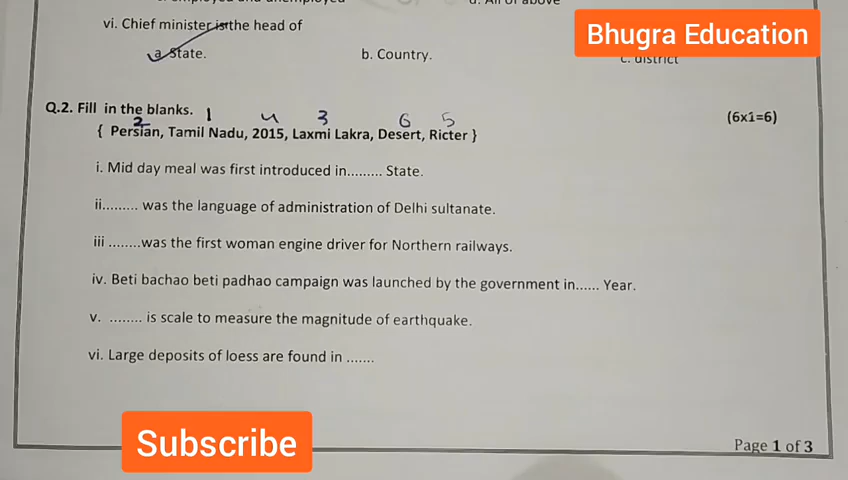 vi. Chief minister is the head of
Bhugra Education
a. State.
b. Country.
c. district
Q.2. Fill in the blanks.
(6x1=6)
2 1 4 3 6 5
{ Persian, Tamil Nadu, 2015, Laxmi Lakra, Desert, Ricter }
i. Mid day meal was first introduced in......... State.
ii......... was the language of administration of Delhi sultanate.
iii ........was the first woman engine driver for Northern railways.
iv. Beti bachao beti padhao campaign was launched by the government in...... Year.
v. ........ is scale to measure the magnitude of earthquake.
vi. Large deposits of loess are found in .......
Subscribe
Page 1 of 3